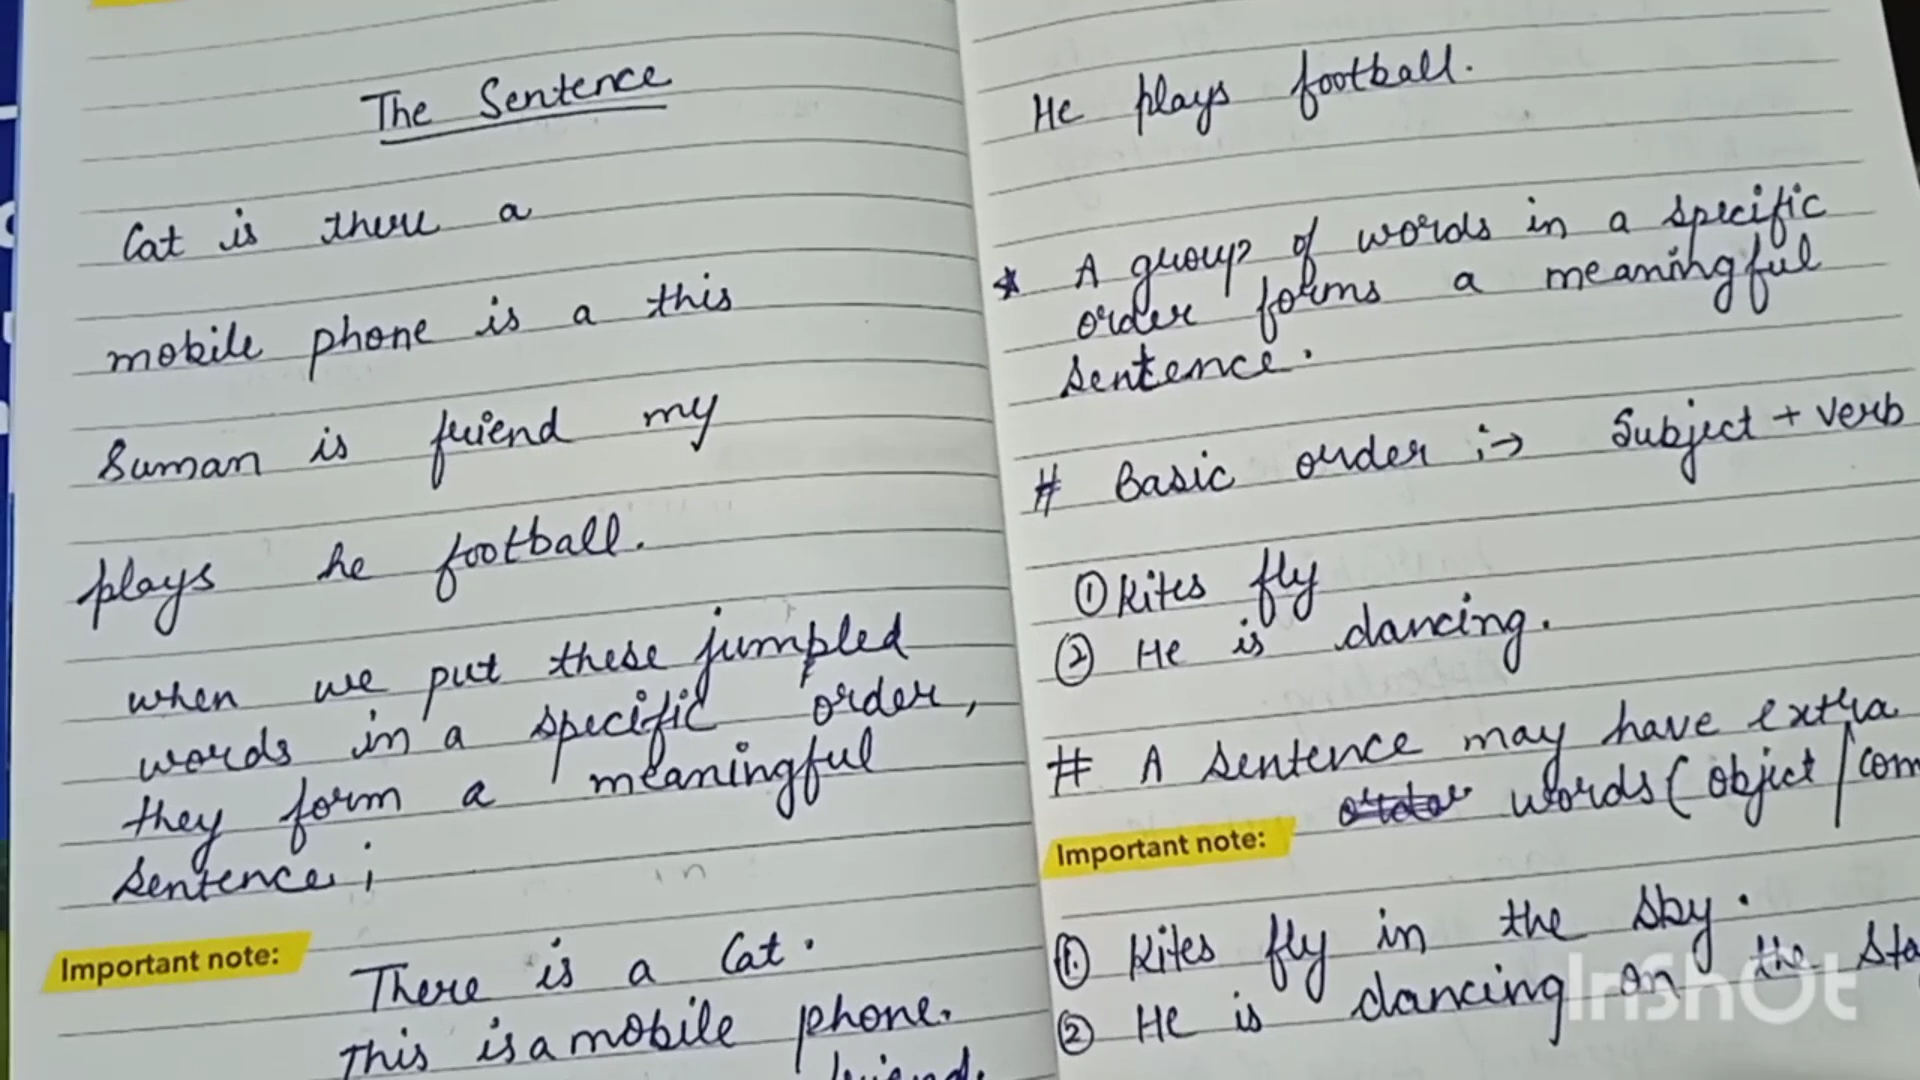 The Sentence
Cat is there a
mobile phone is a this
Suman is friend my
plays he football.
when we put these jumpled
words in a specific order,
they form a meaningful
sentence;
Important note:
There is a Cat.
This is a mobile phone.
friend.
He plays football.
* A group of words in a specific
order forms a meaningful
sentence.
# Basic order :→ Subject + verb
① Kites fly
② He is dancing.
# A sentence may have extra
words (object / com
Important note:
①. Kites fly in the sky.
② He is dancing on the sta
InShOt